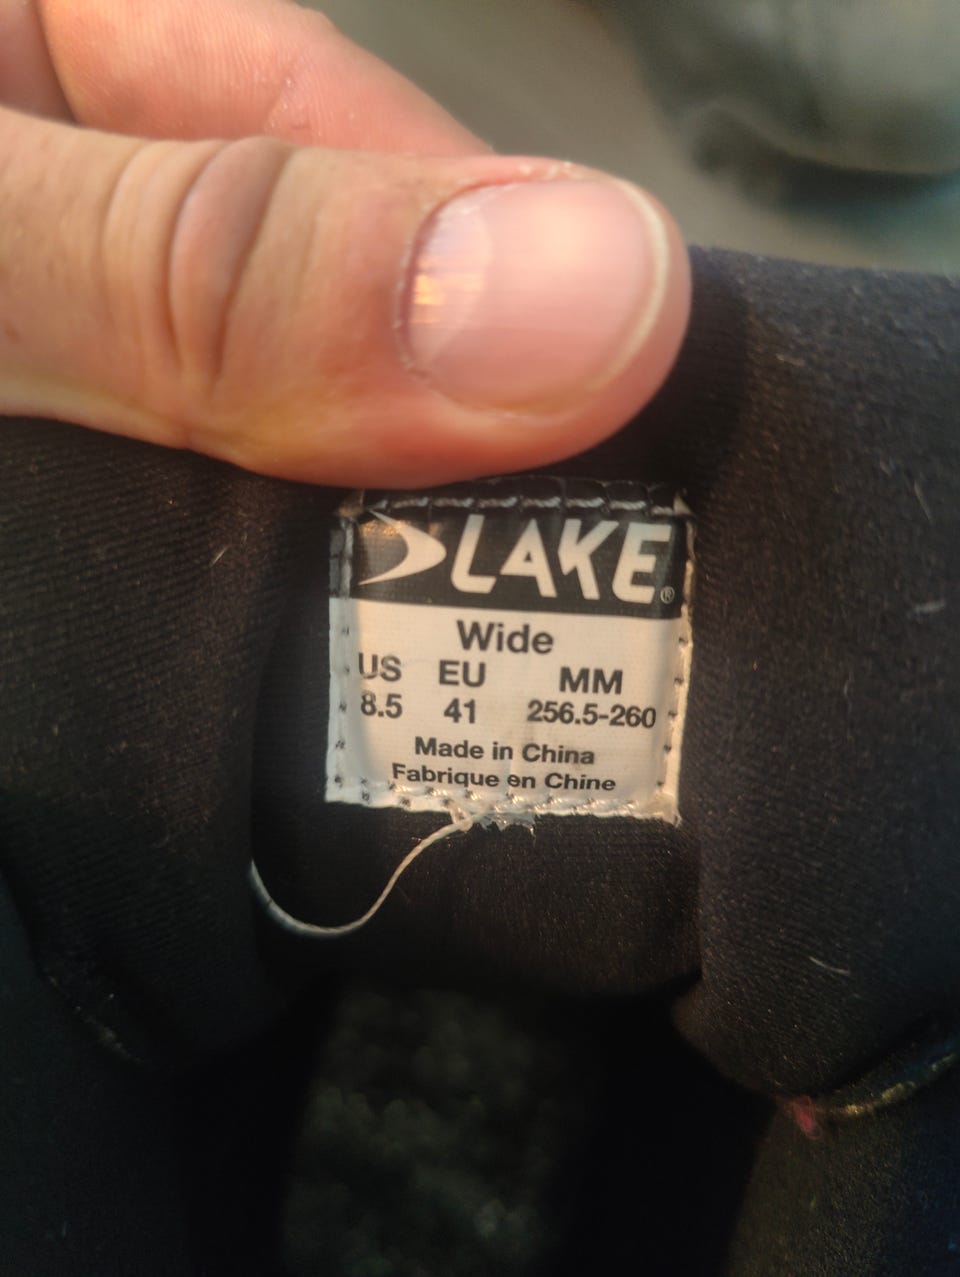 LAKE®
Wide
US EU MM
8.5 41 256.5-260
Made in China
Fabrique en Chine